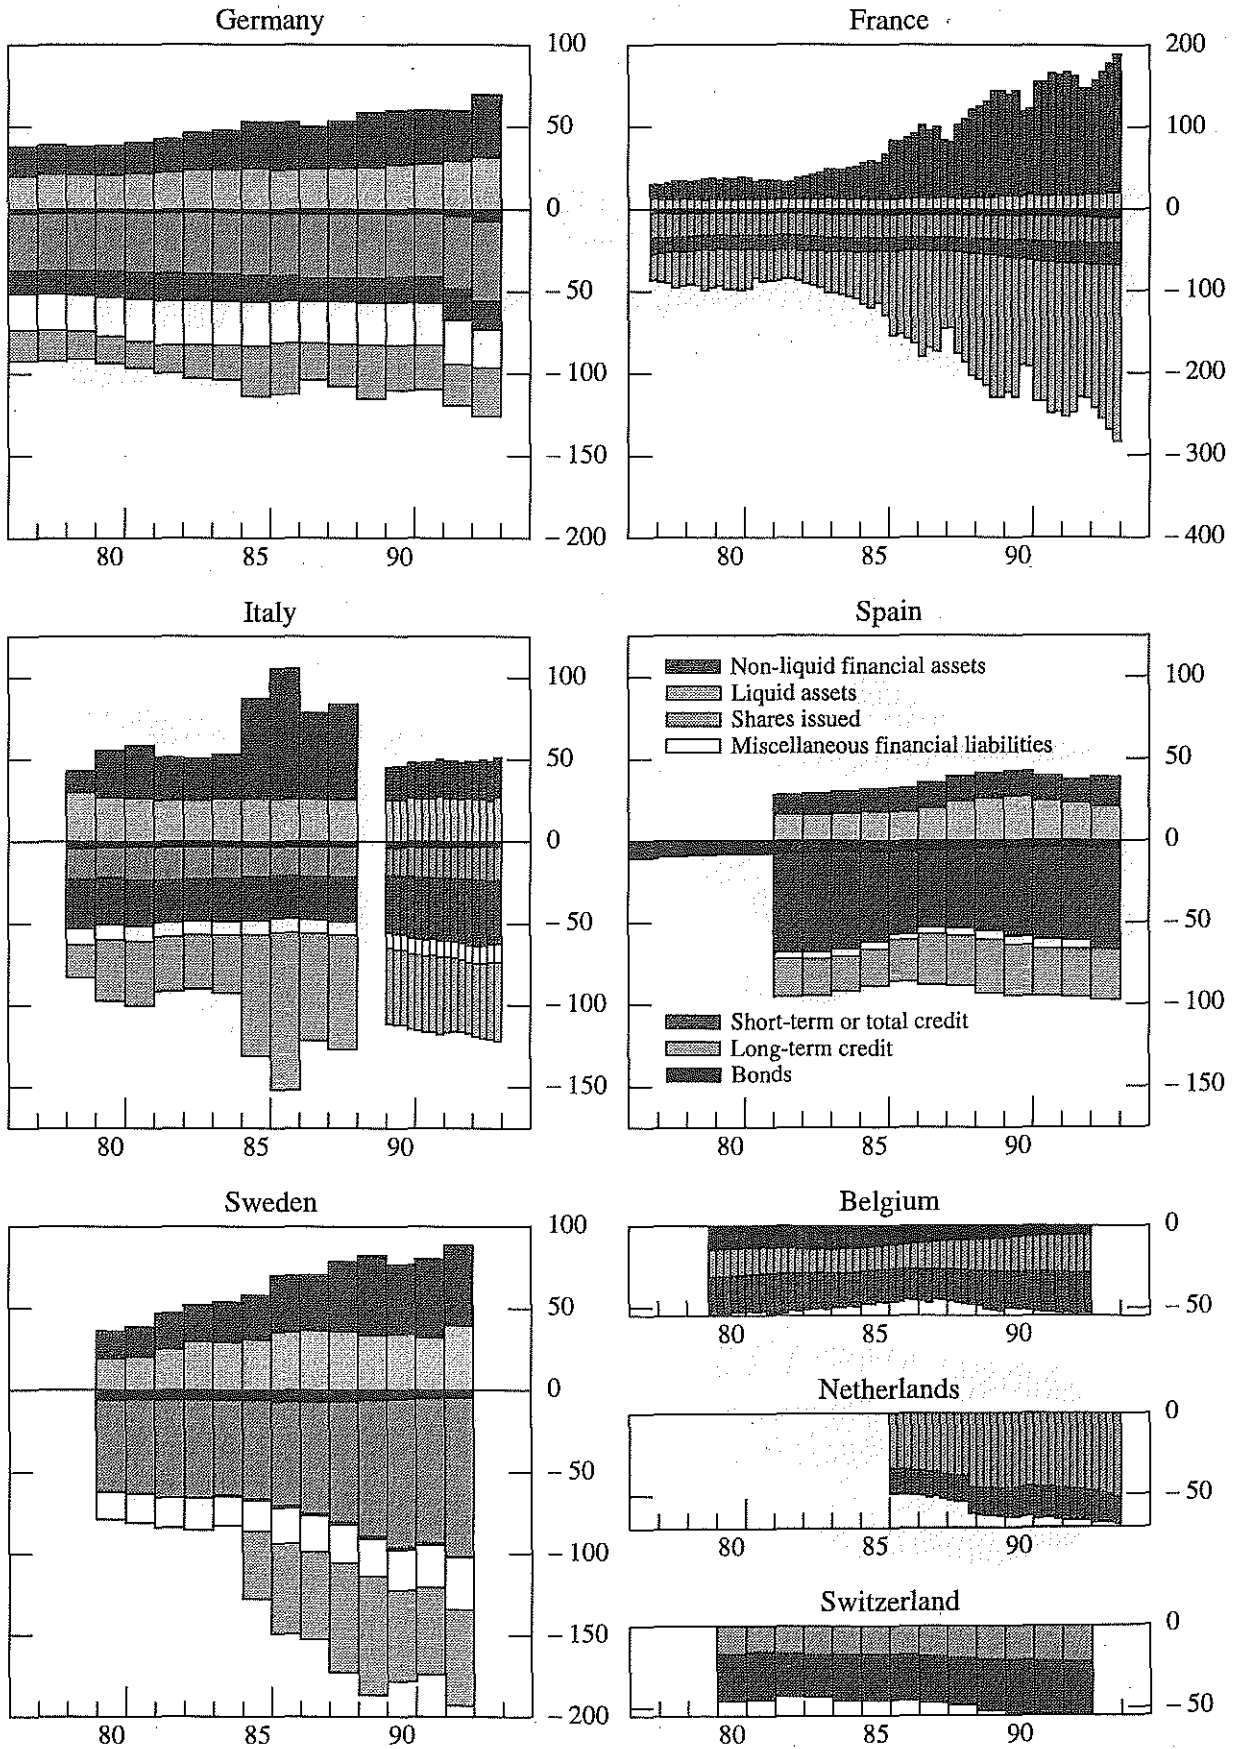 Germany
100
50
0
−50
−100
−150
−200
80 85 90
France
200
100
0
−100
−200
−300
−400
80 85 90
Italy
100
50
0
−50
−100
−150
80 85 90
Spain
Non-liquid financial assets
Liquid assets
Shares issued
Miscellaneous financial liabilities
Short-term or total credit
Long-term credit
Bonds
100
50
0
−50
−100
−150
80 85 90
Sweden
100
50
0
−50
−100
−150
−200
80 85 90
Belgium
0
−50
80 85 90
Netherlands
0
−50
80 85 90
Switzerland
0
−50
80 85 90